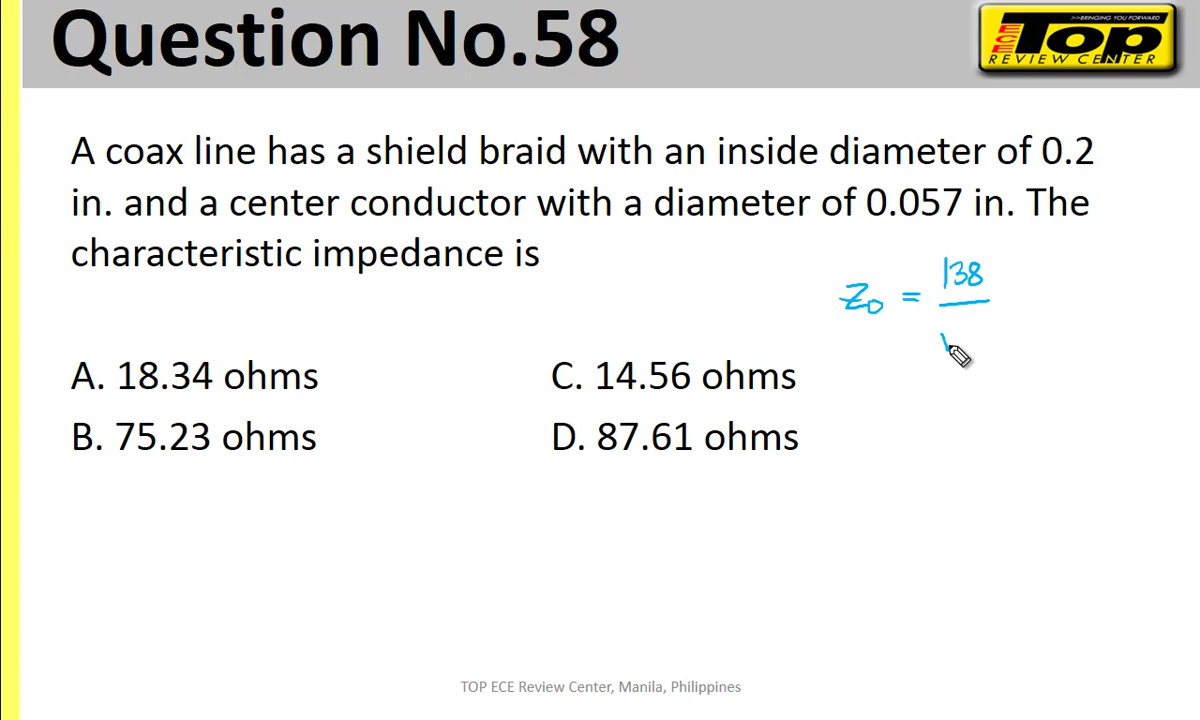 Question No.58
>>BRINGING YOU FORWARD
ECE Top
REVIEW CENTER
A coax line has a shield braid with an inside diameter of 0.2
in. and a center conductor with a diameter of 0.057 in. The
characteristic impedance is
138
Z0 =
A. 18.34 ohms
C. 14.56 ohms
B. 75.23 ohms
D. 87.61 ohms
TOP ECE Review Center, Manila, Philippines